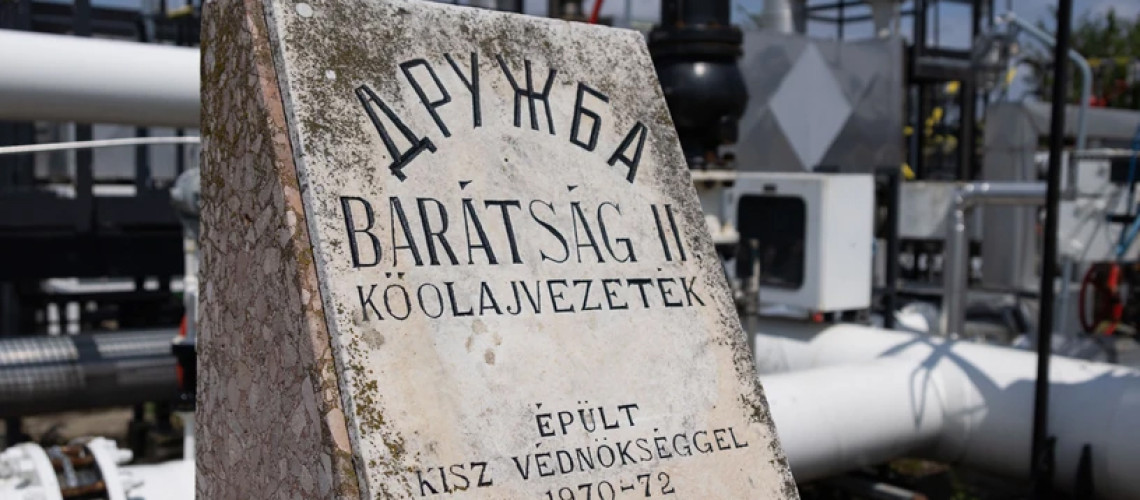 ДРУЖБА
BARÁTSÁG II
KŐOLAJVEZETÉK
ÉPÜLT
KISZ VÉDNÖKSÉGGEL
1970-72